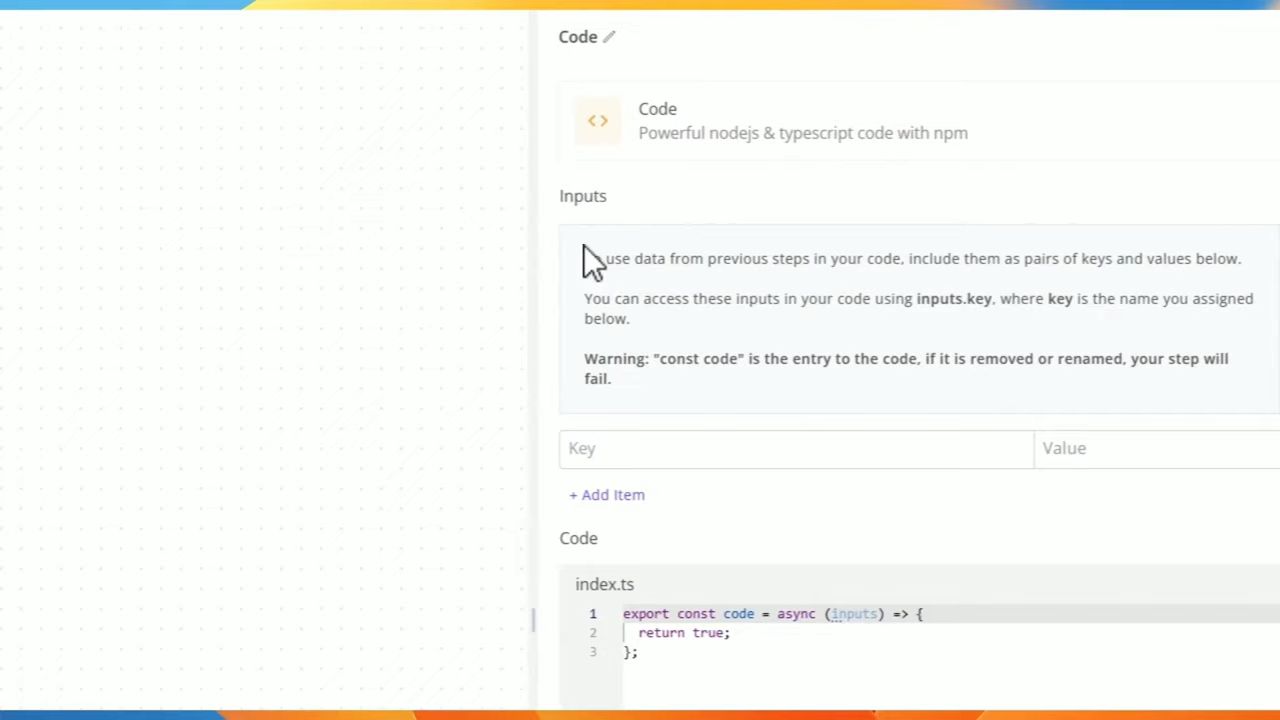 Code
Code
Powerful nodejs & typescript code with npm
Inputs
use data from previous steps in your code, include them as pairs of keys and values below.
You can access these inputs in your code using inputs.key, where key is the name you assigned
below.
Warning: "const code" is the entry to the code, if it is removed or renamed, your step will
fail.
Key Value
+ Add Item
Code
index.ts
1 export const code = async (inputs) => {
2 return true;
3 };